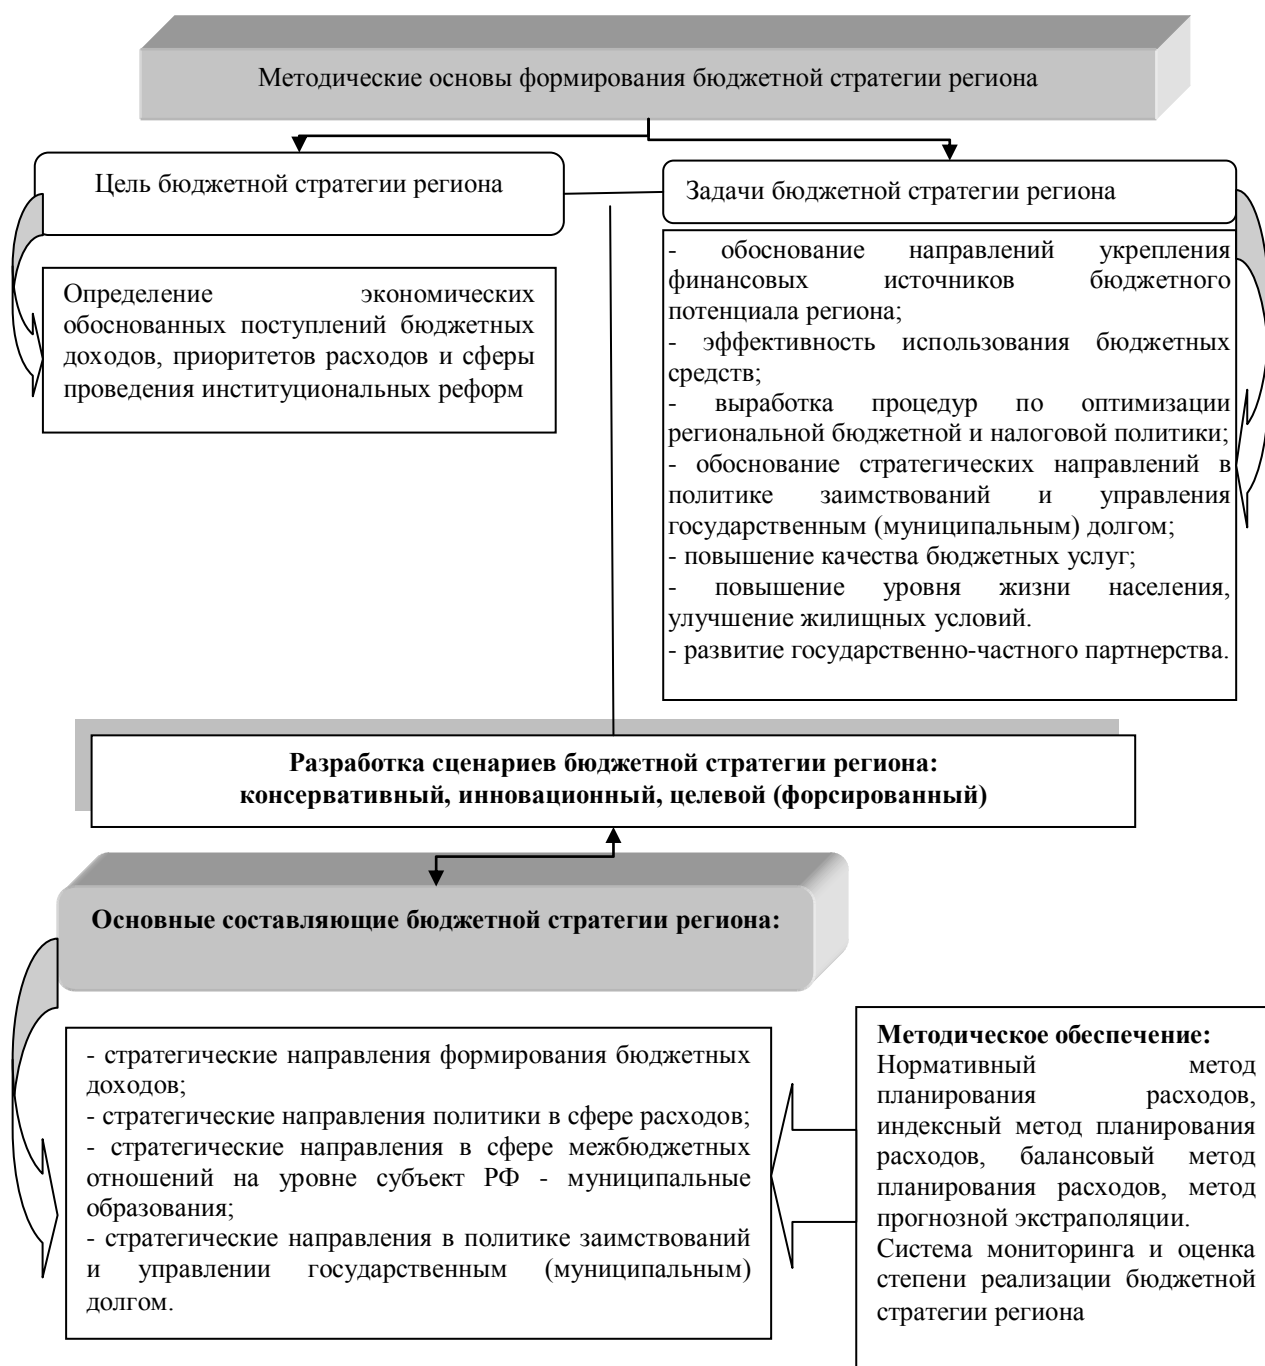 Методические основы формирования бюджетной стратегии региона
Цель бюджетной стратегии региона
Задачи бюджетной стратегии региона
Определение экономических
обоснованных поступлений бюджетных
доходов, приоритетов расходов и сферы
проведения институциональных реформ
- обоснование направлений укрепления
финансовых источников бюджетного
потенциала региона;
- эффективность использования бюджетных
средств;
- выработка процедур по оптимизации
региональной бюджетной и налоговой политики;
- обоснование стратегических направлений в
политике заимствований и управления
государственным (муниципальным) долгом;
- повышение качества бюджетных услуг;
- повышение уровня жизни населения,
улучшение жилищных условий.
- развитие государственно-частного партнерства.
Разработка сценариев бюджетной стратегии региона:
консервативный, инновационный, целевой (форсированный)
Основные составляющие бюджетной стратегии региона:
- стратегические направления формирования бюджетных
доходов;
- стратегические направления политики в сфере расходов;
- стратегические направления в сфере межбюджетных
отношений на уровне субъект РФ - муниципальные
образования;
- стратегические направления в политике заимствований
и управлении государственным (муниципальным)
долгом.
Методическое обеспечение:
Нормативный метод
планирования расходов,
индексный метод планирования
расходов, балансовый метод
планирования расходов, метод
прогнозной экстраполяции.
Система мониторинга и оценка
степени реализации бюджетной
стратегии региона